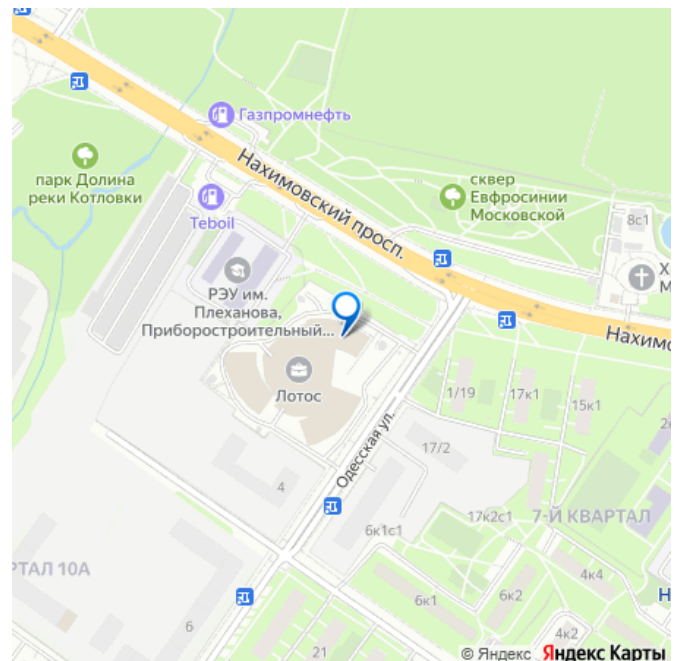 Газпромнефть
парк Долина
реки Котловки
Teboil
Нахимовский просп.
сквер
Евфросинии
Московской
8с1
Х
М
РЭУ им.
Плеханова,
Приборостроительный...
Лотос
Нахимо
1/19
17к1
15к1
2к
17/2
Одесская ул.
4
6к1с1
17к2с1
7-Й КВАРТАЛ
РТАЛ 10А
4к4
Н
6к1
6к2
6
21
4к2
© Яндекс Яндекс Карты